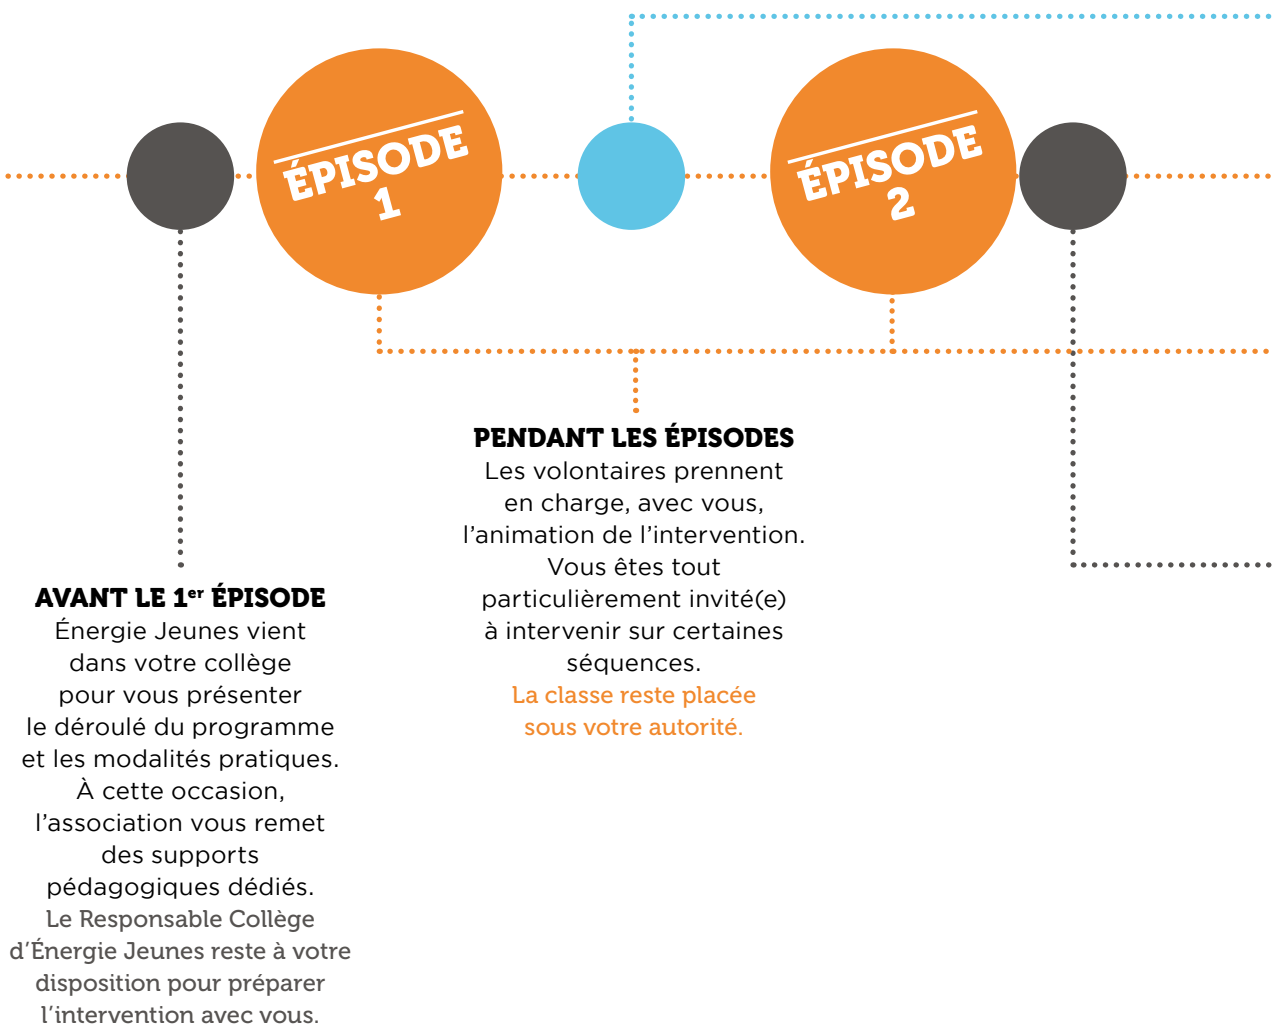 ÉPISODE
1
ÉPISODE
2
PENDANT LES ÉPISODES
Les volontaires prennent
en charge, avec vous,
l’animation de l’intervention.
Vous êtes tout
particulièrement invité(e)
à intervenir sur certaines
séquences.
La classe reste placée
sous votre autorité.
AVANT LE 1er ÉPISODE
Énergie Jeunes vient
dans votre collège
pour vous présenter
le déroulé du programme
et les modalités pratiques.
À cette occasion,
l’association vous remet
des supports
pédagogiques dédiés.
Le Responsable Collège
d’Énergie Jeunes reste à votre
disposition pour préparer
l’intervention avec vous.